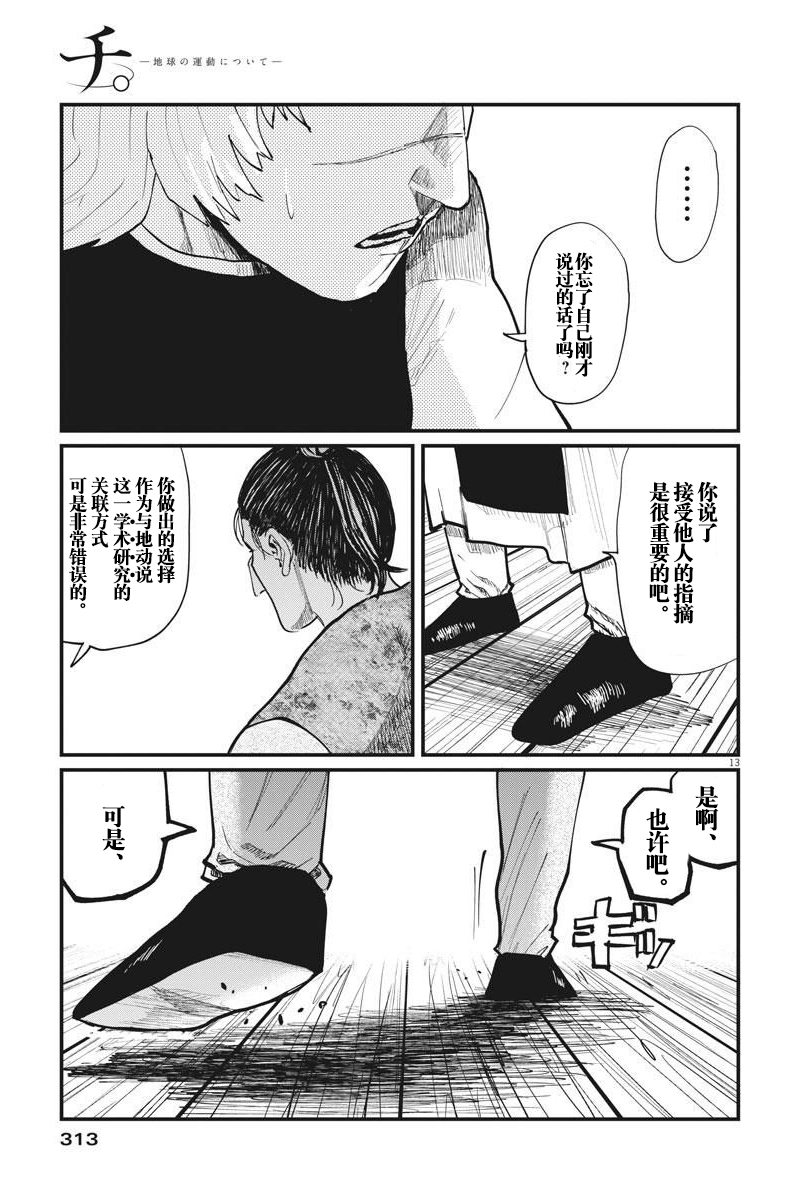 チ。
—地球の運動について—
……
你忘了自己刚才
说过的话了吗?
你说了
接受他人的指摘
是很重要的吧。
你做出的选择
作为与地动说
这一学术研究的
关联方式
可是非常错误的。
13
是啊、
也许吧。
ギッ
可是、
313